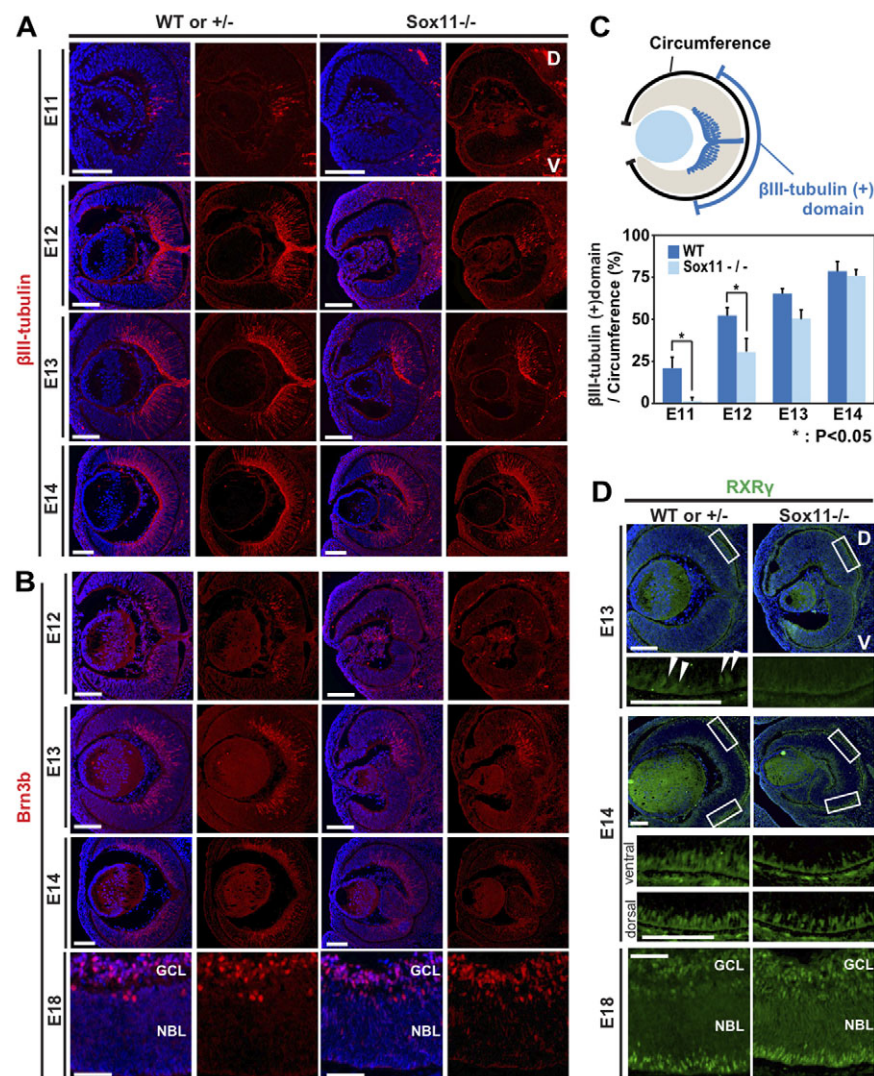 A
WT or +/-
Sox11-/-
βIII-tubulin
E11
D
V
E12
E13
E14
B
Brn3b
E12
E13
E14
E18
GCL
NBL
GCL
NBL
C
Circumference
βIII-tubulin (+)
domain
βIII-tubulin (+)domain
/ Circumference (%)
100
75
50
25
0
WT
Sox11 - / -
*
*
E11 E12 E13 E14
* : P<0.05
D
RXRγ
WT or +/-
Sox11-/-
E13
D
V
E14
ventral
dorsal
E18
GCL
NBL
GCL
NBL